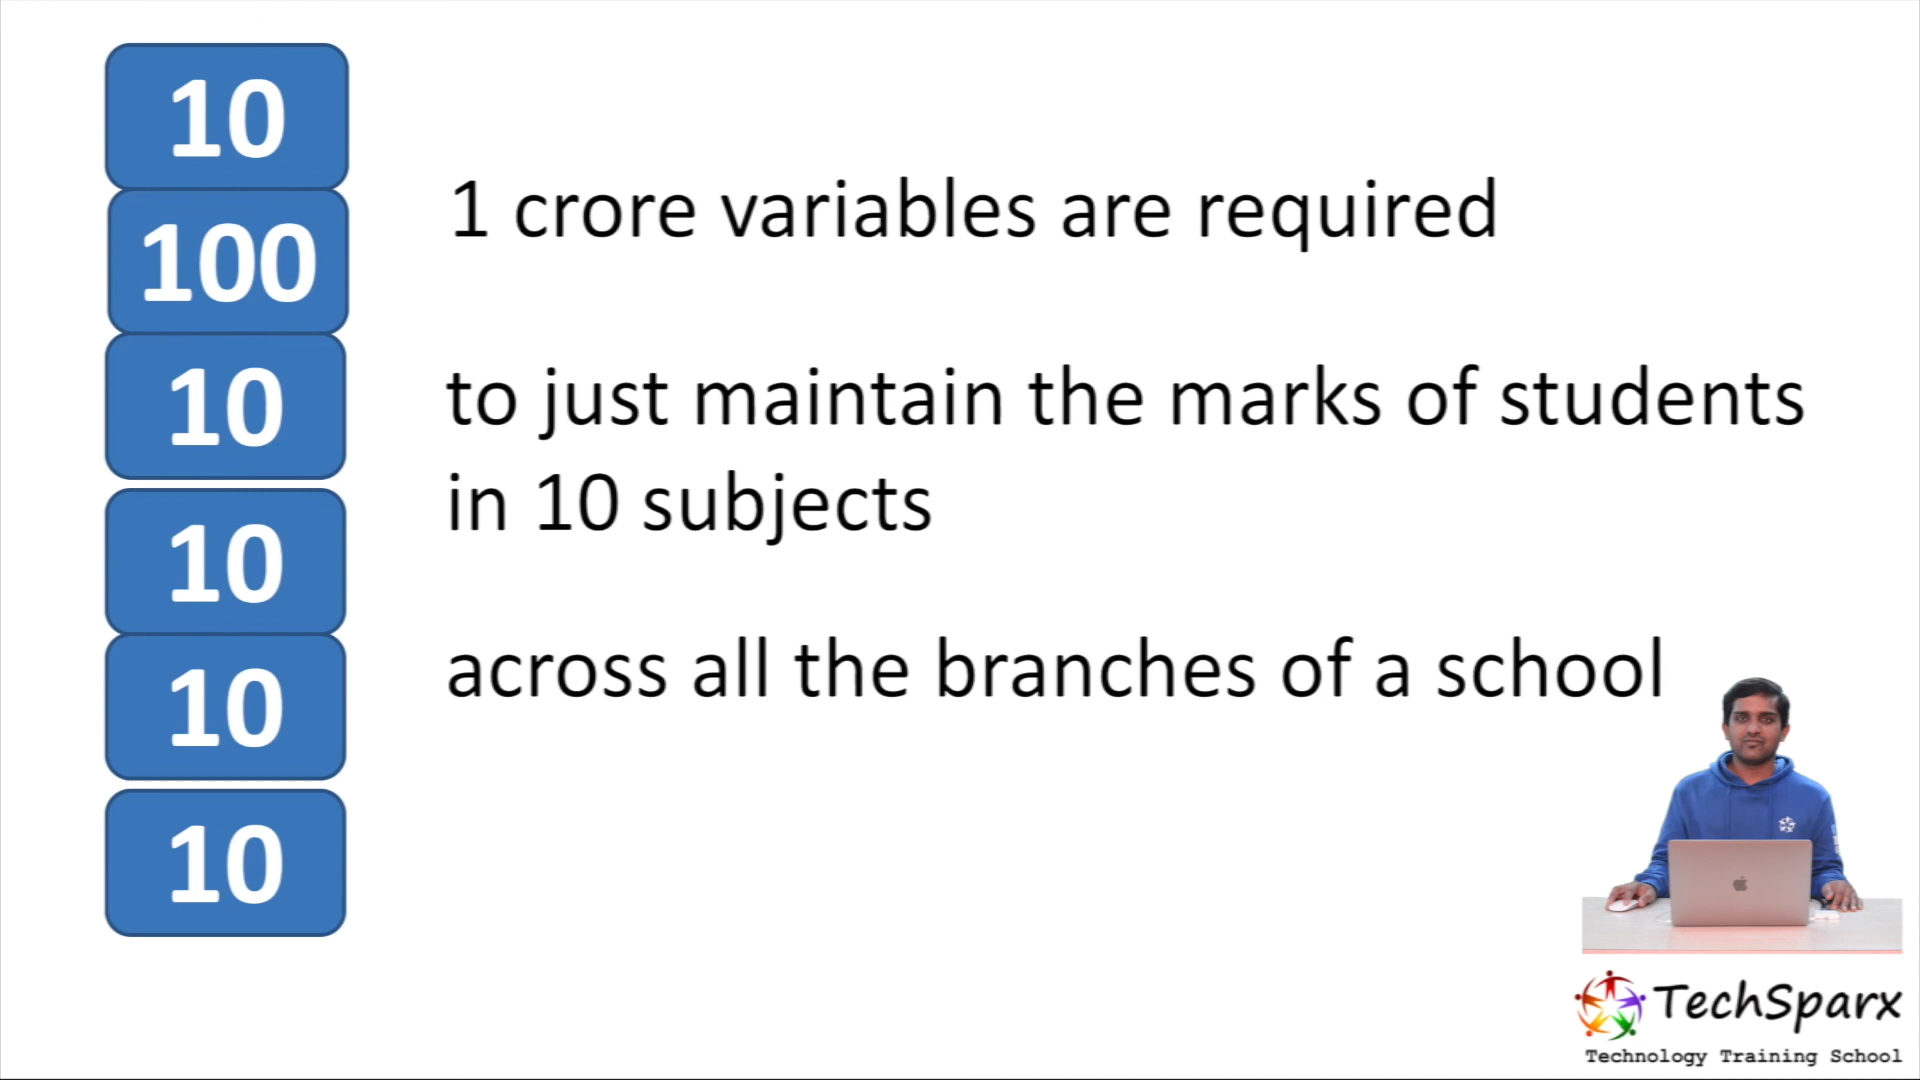 10
100
10
10
10
10
1 crore variables are required
to just maintain the marks of students
in 10 subjects
across all the branches of a school
TechSparx
Technology Training School